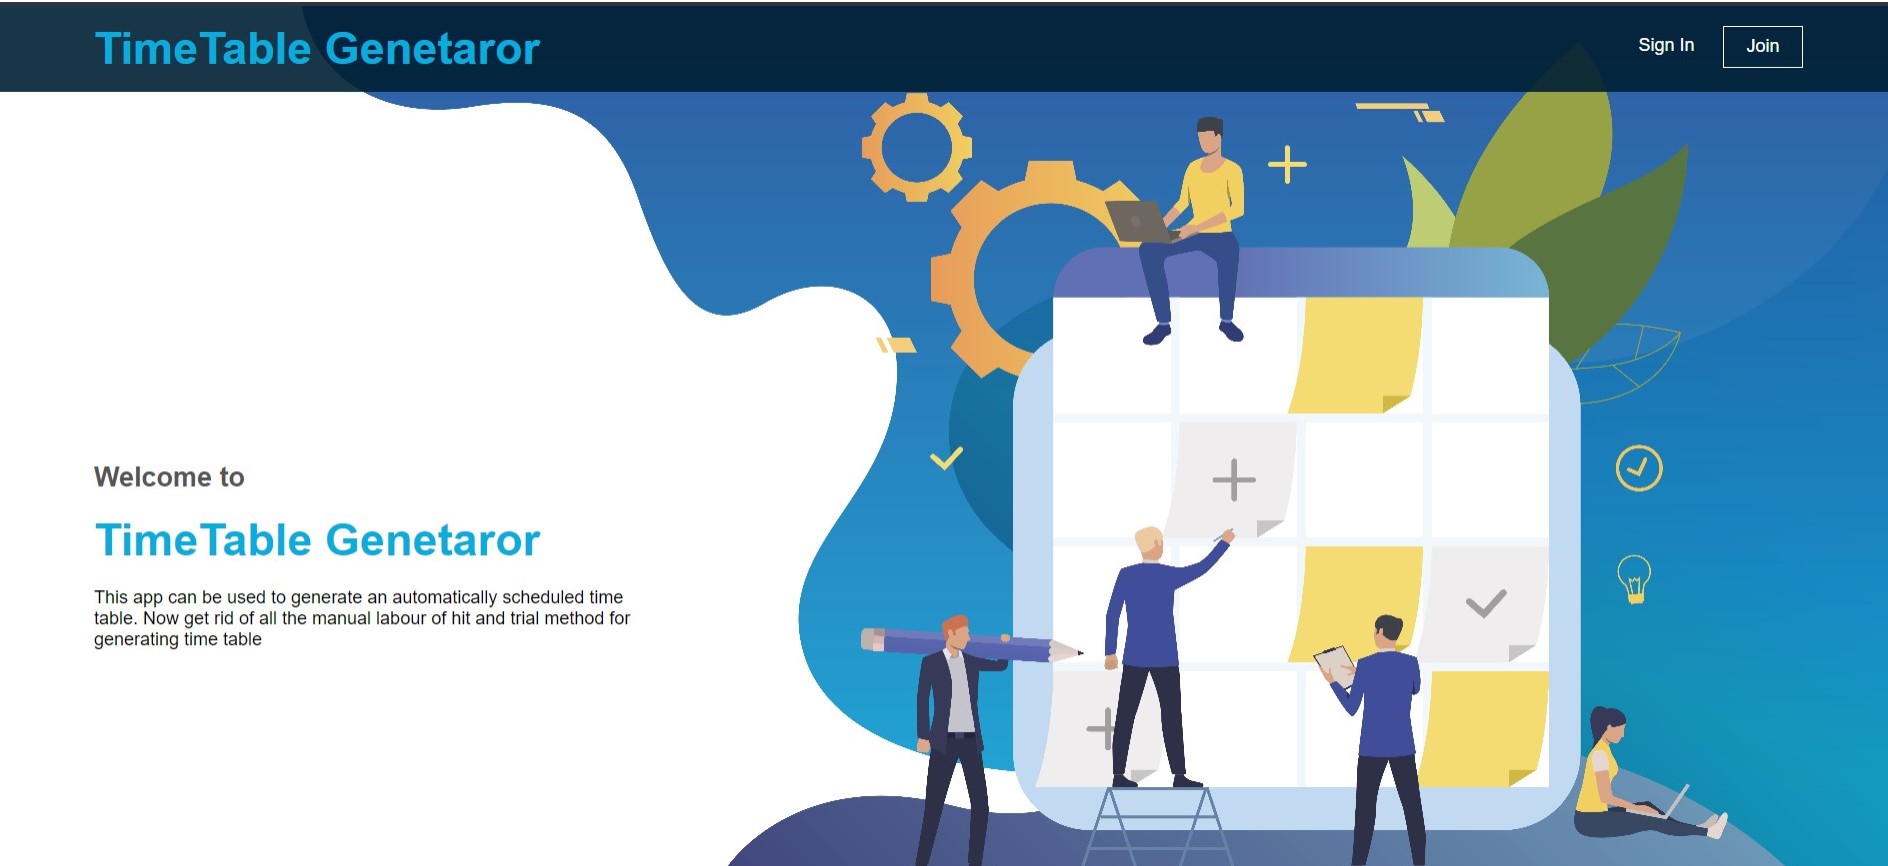 TimeTable Genetaror
Sign In
Join
Welcome to
TimeTable Genetaror
This app can be used to generate an automatically scheduled time
table. Now get rid of all the manual labour of hit and trial method for
generating time table